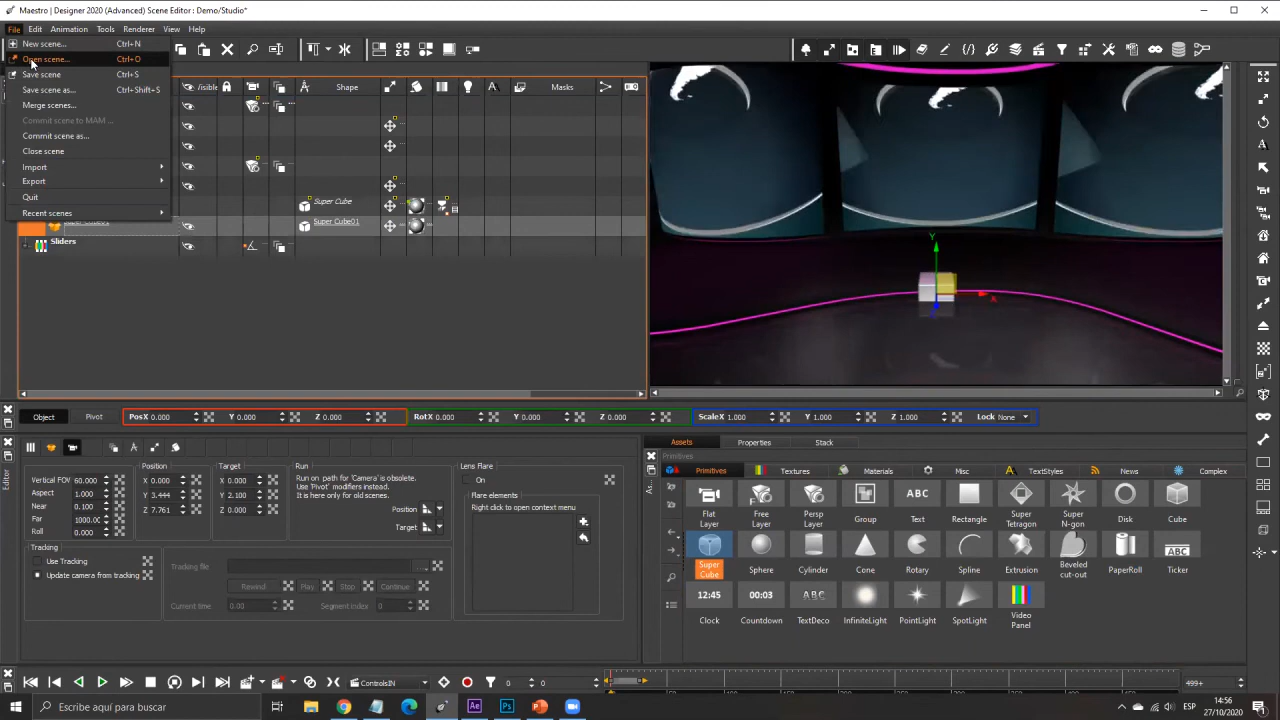 Maestro | Designer 2020 (Advanced) Scene Editor : Demo/Studio*
File Edit Animation Tools Renderer View Help
New scene... Ctrl+N
Open scene... Ctrl+O
Save scene Ctrl+S
Save scene as... Ctrl+Shift+S
Merge scenes...
Commit scene to MAM ...
Commit scene as...
Close scene
Import
Export
Quit
Recent scenes
Shape Masks
Super Cube
Super Cube01
Sliders
Y
X
Object Pivot PosX 0.000 Y 0.000 Z 0.000 RotX 0.000 Y 0.000 Z 0.000 ScaleX 1.000 Y 1.000 Z 1.000 Lock None
Editor
Vertical FOV 60.000
Aspect 1.000
Near 0.100
Far 1000.00
Roll 0.000
Position
X 0.000
Y 3.444
Z 7.761
Target
X 0.000
Y 2.100
Z 0.000
Run
Run on path for 'Camera' is obsolete.
Use 'Pivot' modifiers instead.
It is here only for old scenes.
Position
Target
Lens Flare
On
Flare elements
Right click to open context menu
Tracking
Use Tracking
Update camera from tracking
Tracking file
Rewind Play Stop Continue
Current time 0.00 Segment index 0
Assets Properties Stack
Primitives
Primitives Textures Materials Misc TextStyles News Complex
Flat Layer
Free Layer
Persp Layer
Group
ABC
Text
Rectangle
Super Tetragon
Super N-gon
Disk
Cube
Super Cube
Sphere
Cylinder
Cone
Rotary
Spline
Extrusion
Beveled cut-out
PaperRoll
ABC
Ticker
12:45
Clock
00:03
Countdown
ABC
TextDeco
InfiniteLight
PointLight
SpotLight
Video Panel
ControlsIN 0 0 499+
Escribe aquí para buscar
ESP
14:56
27/10/2020